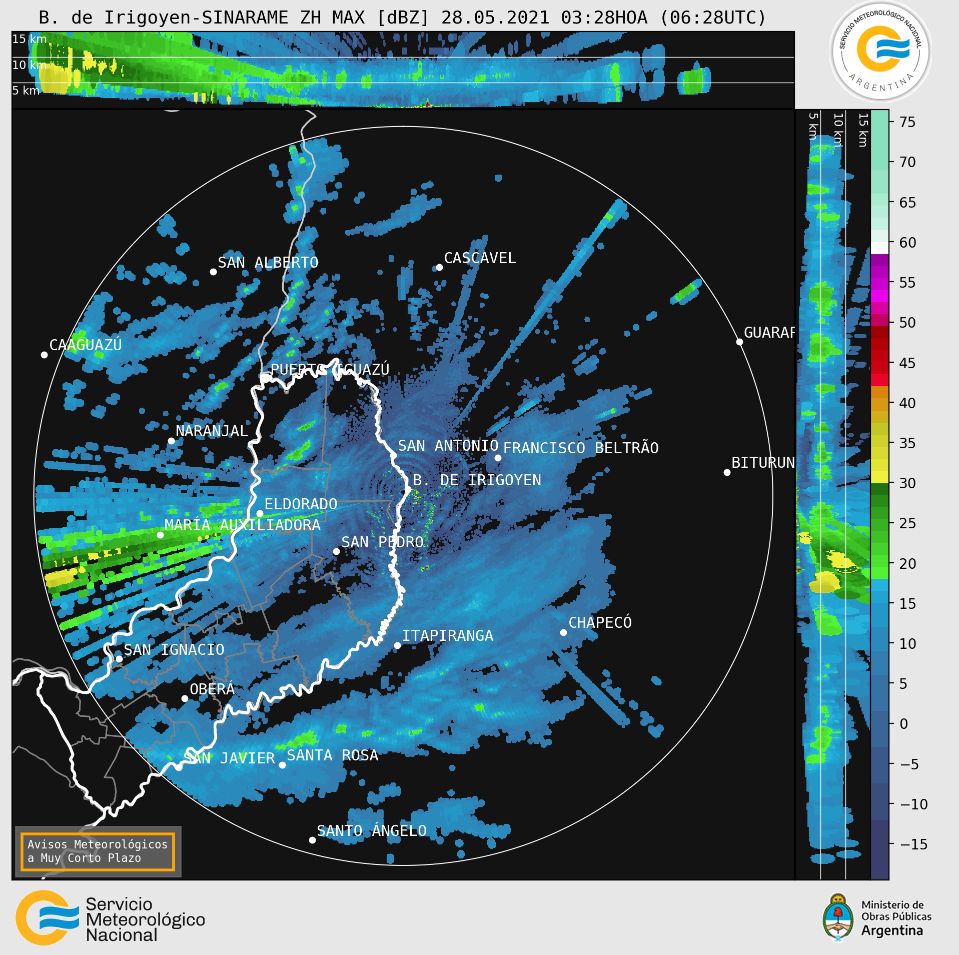 B. de Irigoyen-SINARAME ZH MAX [dBZ] 28.05.2021 03:28HOA (06:28UTC)
SERVICIO METEOROLÓGICO NACIONAL
ARGENTINA
15 km
10 km
5 km
5 km
10 km
15 km
75
70
65
60
55
50
45
40
35
30
25
20
15
10
5
0
−5
−10
−15
SAN ALBERTO
CASCAVEL
GUARAP
CAAGUAZÚ
PUERTO IGUAZÚ
NARANJAL
SAN ANTONIO
FRANCISCO BELTRÃO
BITURUN
B. DE IRIGOYEN
ELDORADO
MARÍA AUXILIADORA
SAN PEDRO
CHAPECÓ
ITAPIRANGA
SAN IGNACIO
OBERÁ
SAN JAVIER
SANTA ROSA
SANTO ÁNGELO
Avisos Meteorológicos
a Muy Corto Plazo
Servicio
Meteorológico
Nacional
Ministerio de
Obras Públicas
Argentina